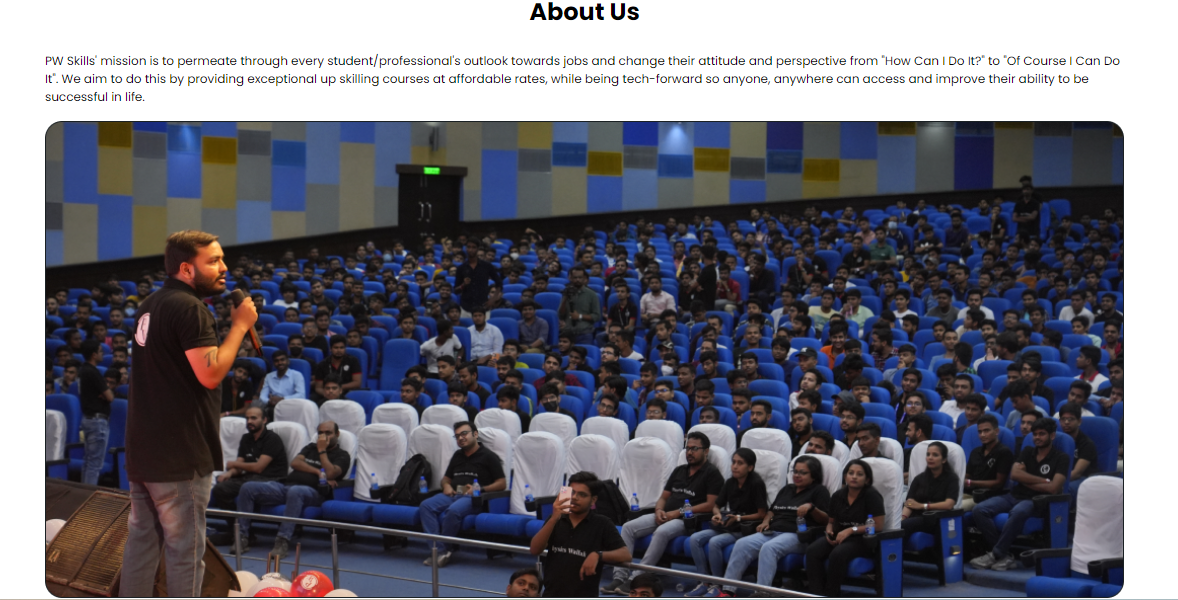 About Us
PW Skills' mission is to permeate through every student/professional's outlook towards jobs and change their attitude and perspective from "How Can I Do It?" to "Of Course I Can Do
It". We aim to do this by providing exceptional up skilling courses at affordable rates, while being tech-forward so anyone, anywhere can access and improve their ability to be
successful in life.